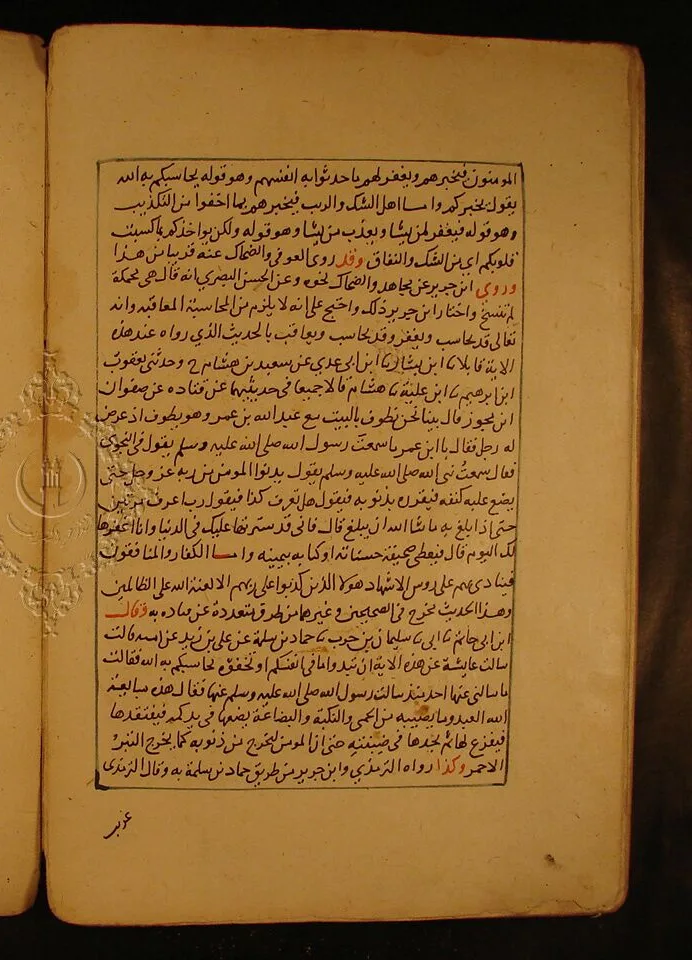 المومنون فيخبرهم ويغفر لهم ما حدثوا به انفسهم وهو قوله يحاسبكم به الله
يقول يخبركم واما اهل الشك والريب فيخبرهم بما اخفوا من التكذيب
وهو قوله فيغفر لمن يشا ويعذب من يشا وهو قوله ولكن يواخذكم بما كسبت
قلوبكم اي من الشك والنفاق وقد روى العوفي والضحاك عنه قريبا من هذا
وروي ابن جرير عن مجاهد والضحاك نحوه وعن الحسن البصري انه قال هي محكمة
لم تنسخ واختار ابن جرير ذلك واحتج على انه لا يلزم من المحاسبة المعاقبة وانه
تعالى قد يحاسب ويغفر وقد يحاسب ويعاقب بالحديث الذي رواه عند هذه
الاية قايلا ثنا ابن بشار ثنا ابن ابي عدي عن سعيد بن هشام ح وحدثني يعقوب
ابن ابرهيم ثنا ابن علية ثنا هشام قالا جميعا في حديثهما عن قتاده عن صفوان
ابن محرز قال بينا نحن نطوف بالبيت مع عبد الله بن عمر وهو يطوف اذ عرض
له رجل فقال يا ابن عمر ما سمعت رسول الله صلى الله عليه وسلم يقول في النجوى
فقال سمعت نبي الله صلى الله عليه وسلم يقول يدنوا المومن من ربه عز وجل حتى
يضع عليه كنفه فيقرره بذنوبه فيقول هل تعرف كذا فيقول رب اعرف مرتين
حتى اذا بلغ به ما شا الله ان يبلغ قال فاني قد سترتها عليك في الدنيا وانا اغفرها
لك اليوم قال فيعطى صحيفة حسناته او كتابه بيمينه واما الكفار والمنافقون
فينادى بهم على روس الاشهاد هولا الذين كذبوا على ربهم الا لعنة الله على الظالمين
وهذا الحديث مخرج في الصحيحين وغيرهما من طرق متعددة عن قتاده به وقال
ابن ابي حاتم ثنا ابي ثنا سليمان بن حرب ثنا حماد بن سلمة عن علي بن زيد عن امه قالت
سالت عايشة عن هذه الاية ان تبدوا ما في انفسكم او تخفوه يحاسبكم به الله فقالت
ما سالني عنها احد منذ سالت رسول الله صلى الله عليه وسلم عنها فقال هذه مبايعة
الله العبد وما يصيبه من الحمى والنكبة والبضاعة يضعها في يد كمه فيفتقدها
فيفزع لها ثم يجدها في ضبنته حتى ان المومن ليخرج من ذنوبه كما يخرج التبر
الاحمر وكذا رواه الترمذي وابن جرير من طريق حماد بن سلمة به وقال الترمذى